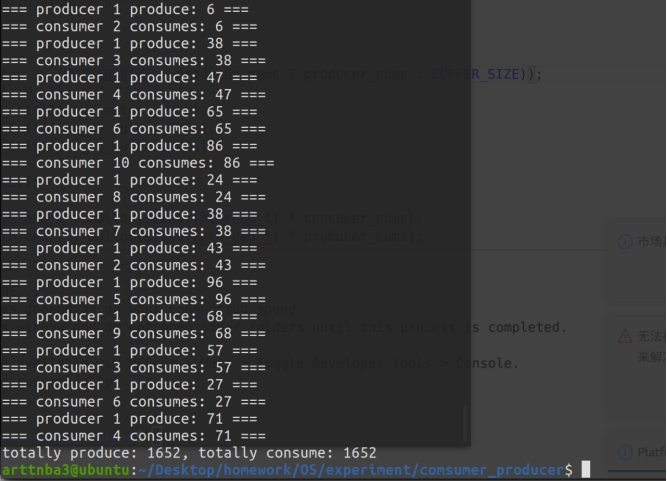 === producer 1 produce: 6 ===
=== consumer 2 consumes: 6 ===
=== producer 1 produce: 38 ===
=== consumer 3 consumes: 38 ===
=== producer 1 produce: 47 ===
=== consumer 4 consumes: 47 ===
=== producer 1 produce: 65 ===
=== consumer 6 consumes: 65 ===
=== producer 1 produce: 86 ===
=== consumer 10 consumes: 86 ===
=== producer 1 produce: 24 ===
=== consumer 8 consumes: 24 ===
=== producer 1 produce: 38 ===
=== consumer 7 consumes: 38 ===
=== producer 1 produce: 43 ===
=== consumer 2 consumes: 43 ===
=== producer 1 produce: 96 ===
=== consumer 5 consumes: 96 ===
=== producer 1 produce: 68 ===
=== consumer 9 consumes: 68 ===
=== producer 1 produce: 57 ===
=== consumer 3 consumes: 57 ===
=== producer 1 produce: 27 ===
=== consumer 6 consumes: 27 ===
=== producer 1 produce: 71 ===
=== consumer 4 consumes: 71 ===
totally produce: 1652, totally consume: 1652
arttnba3@ubuntu:~/Desktop/homework/OS/experiment/comsumer_producer$
producer_nums : BUFFER_SIZE));
* consumer_nums);
* producer_nums);
until this process is completed.
Toggle Developer Tools > Console.
市场
无法
来解
Platf